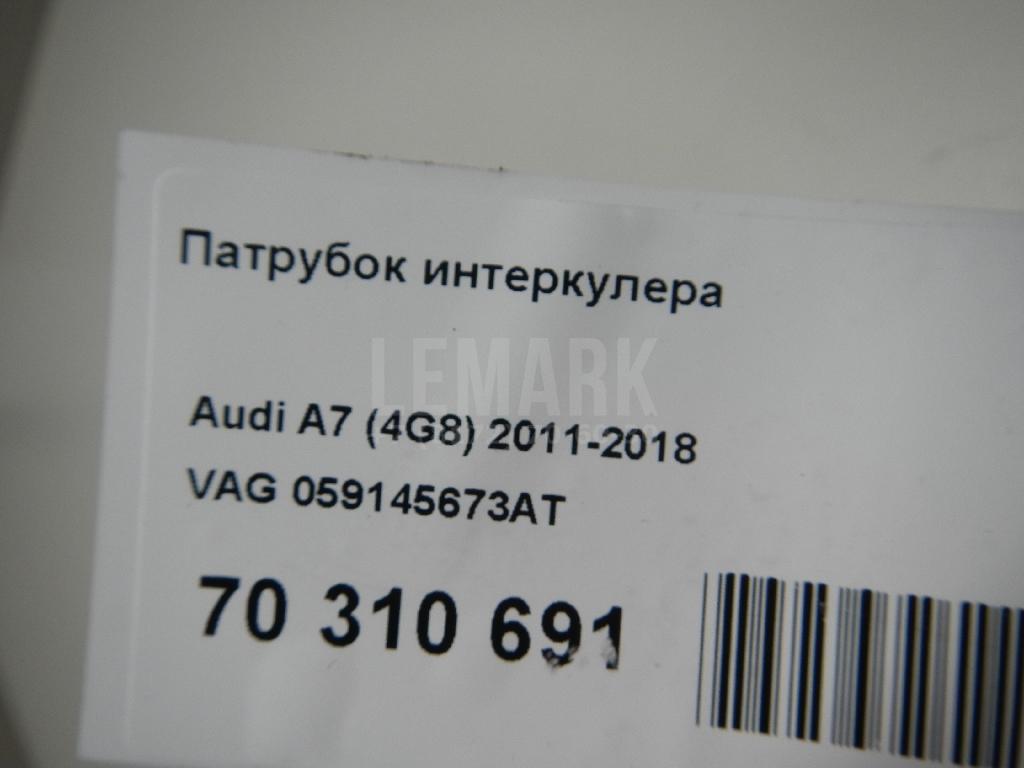 Патрубок интеркулера
LEMARK
Audi A7 (4G8) 2011-2018
VAG 059145673AT
70 310 691